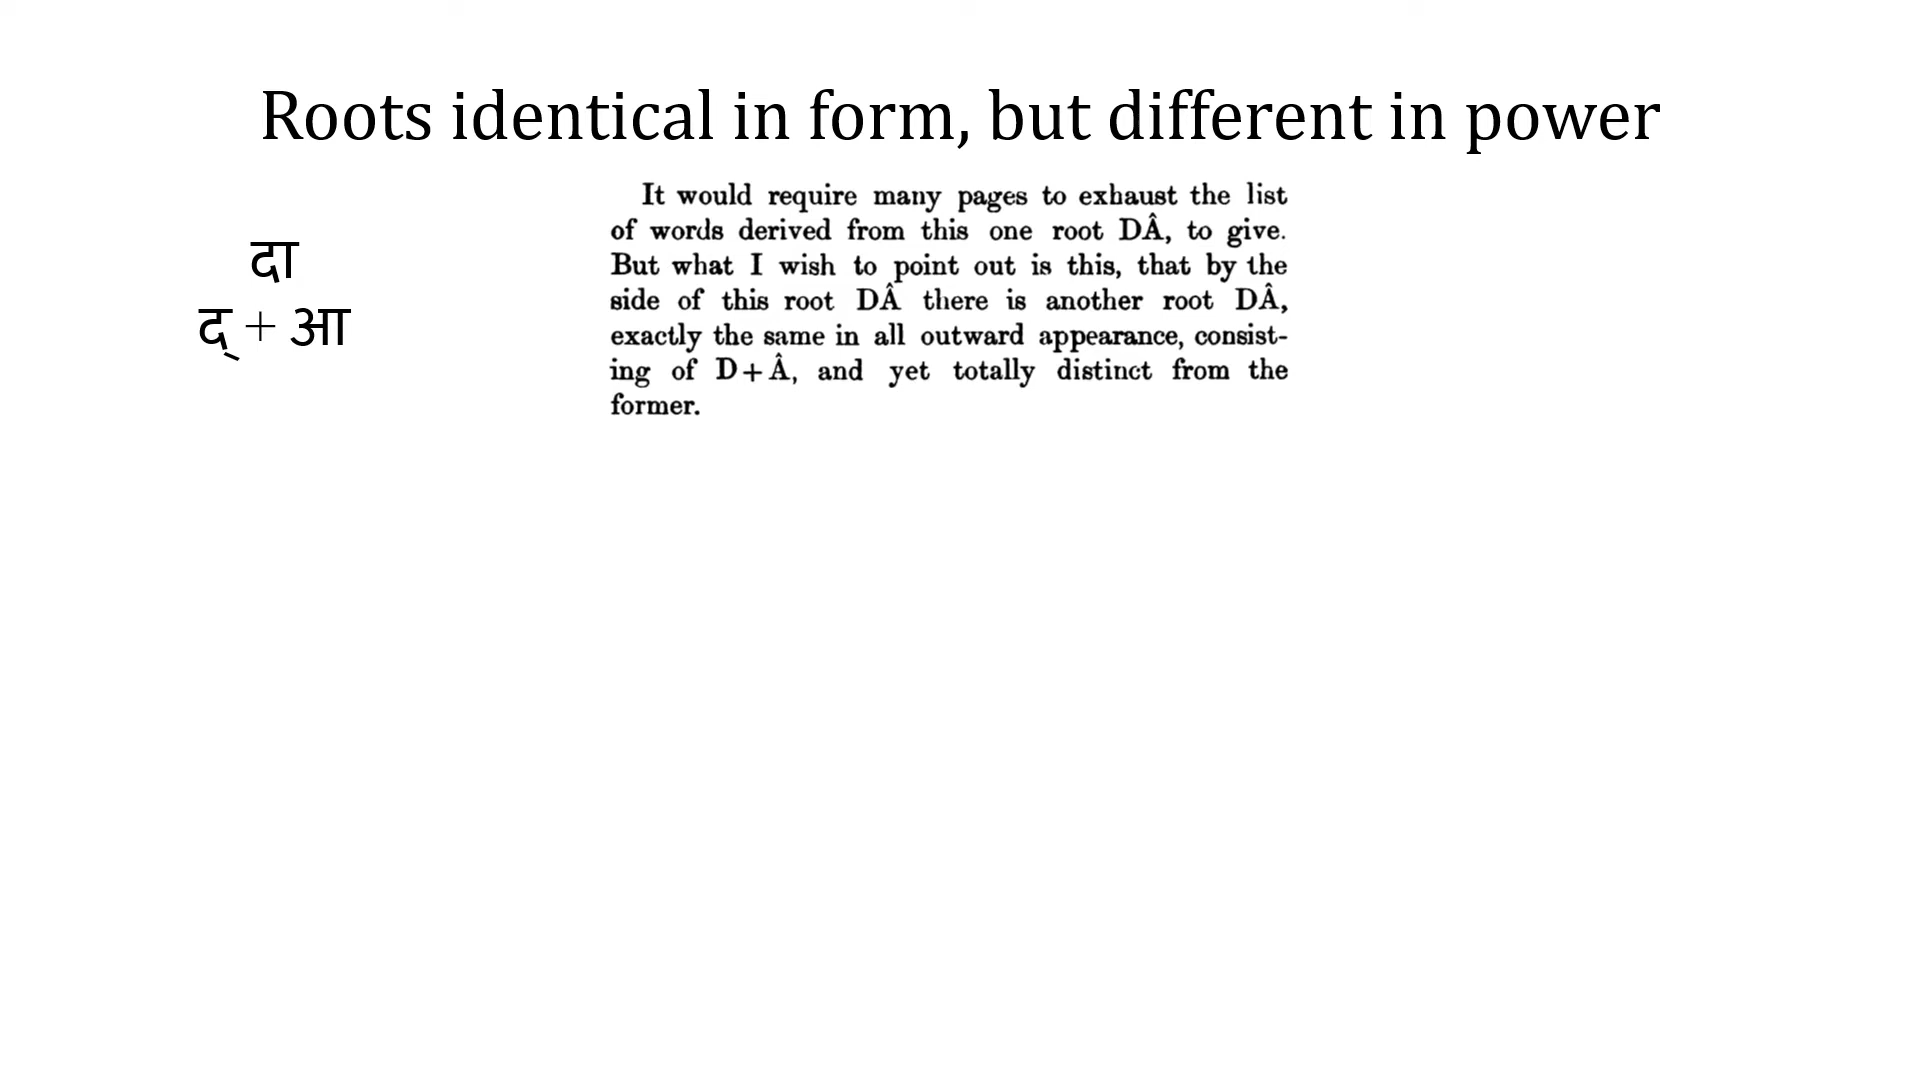 Roots identical in form, but different in power
दा
द् + आ
It would require many pages to exhaust the list
of words derived from this one root DÂ, to give.
But what I wish to point out is this, that by the
side of this root DÂ there is another root DÂ,
exactly the same in all outward appearance, consist-
ing of D+Â, and yet totally distinct from the
former.